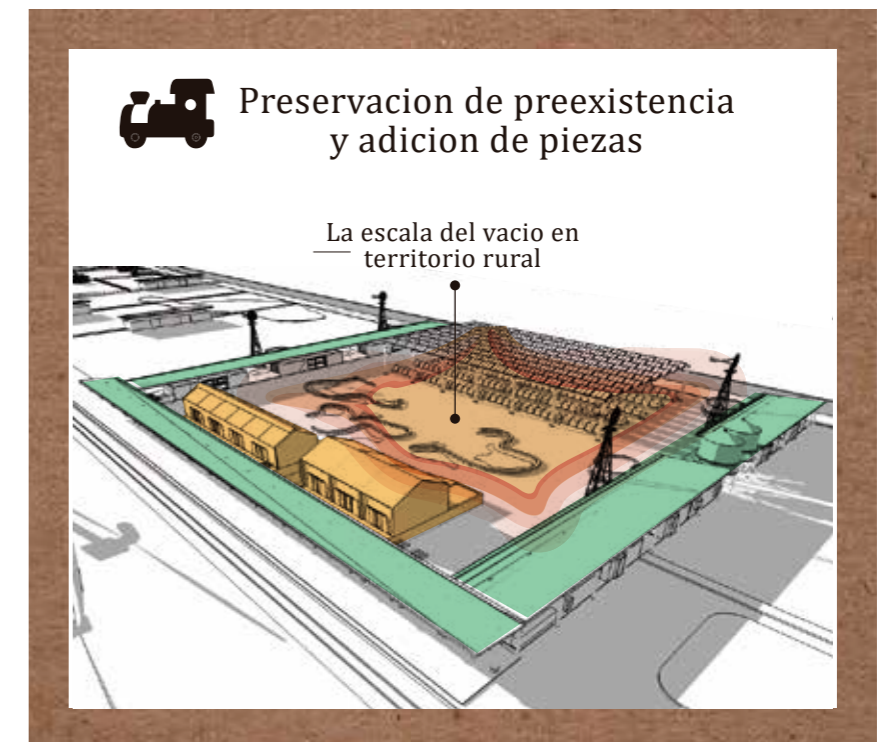 Preservacion de preexistencia
y adicion de piezas
La escala del vacio en
territorio rural